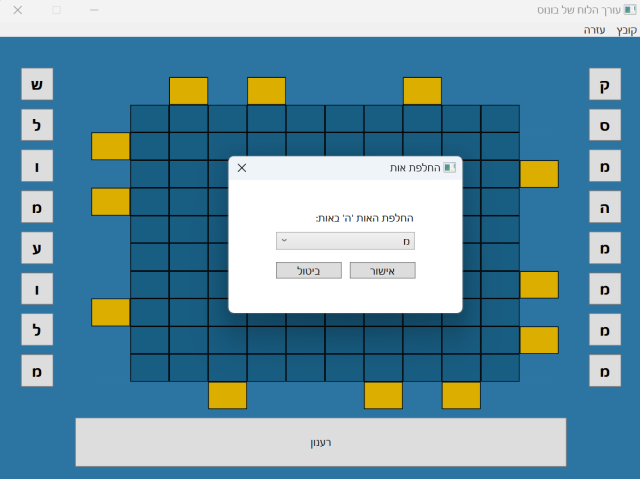 עורך הלוח של בונוס
קובץ עזרה
ק
ס
מ
ה
מ
מ
מ
מ
החלפת אות
החלפת האות 'ה' באות:
מ
אישור ביטול
ש
ל
ו
מ
ע
ו
ל
מ
רענון